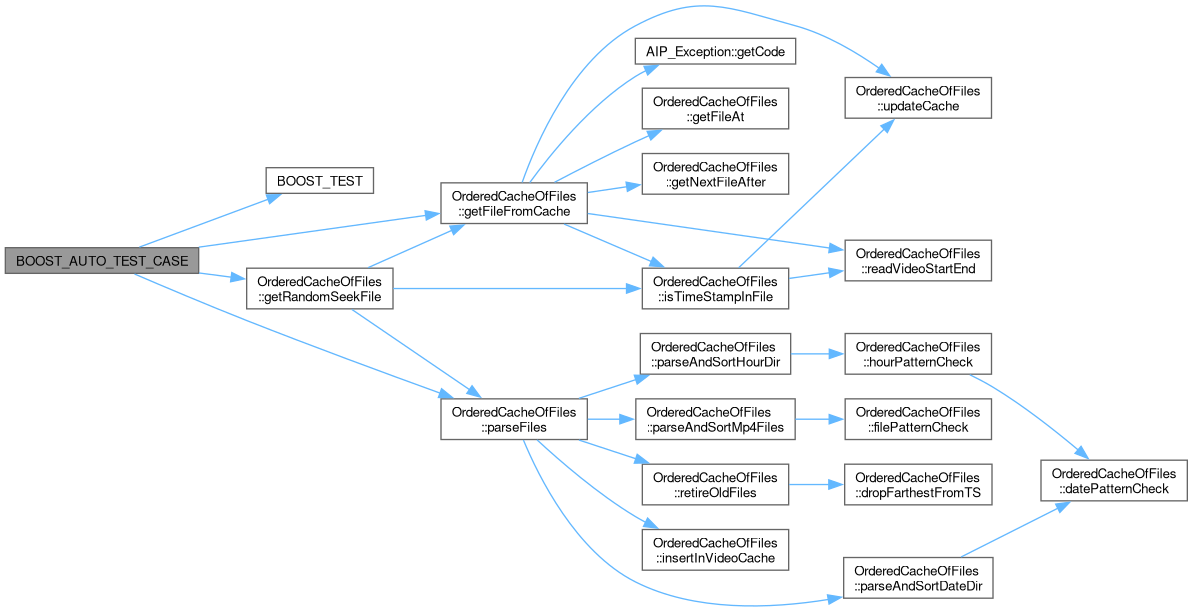 BOOST_AUTO_TEST_CASE
BOOST_TEST
OrderedCacheOfFiles
::getRandomSeekFile
OrderedCacheOfFiles
::getFileFromCache
OrderedCacheOfFiles
::parseFiles
AIP_Exception::getCode
OrderedCacheOfFiles
::getFileAt
OrderedCacheOfFiles
::getNextFileAfter
OrderedCacheOfFiles
::isTimeStampInFile
OrderedCacheOfFiles
::parseAndSortHourDir
OrderedCacheOfFiles
::parseAndSortMp4Files
OrderedCacheOfFiles
::retireOldFiles
OrderedCacheOfFiles
::insertInVideoCache
OrderedCacheOfFiles
::updateCache
OrderedCacheOfFiles
::readVideoStartEnd
OrderedCacheOfFiles
::hourPatternCheck
OrderedCacheOfFiles
::filePatternCheck
OrderedCacheOfFiles
::dropFarthestFromTS
OrderedCacheOfFiles
::parseAndSortDateDir
OrderedCacheOfFiles
::datePatternCheck